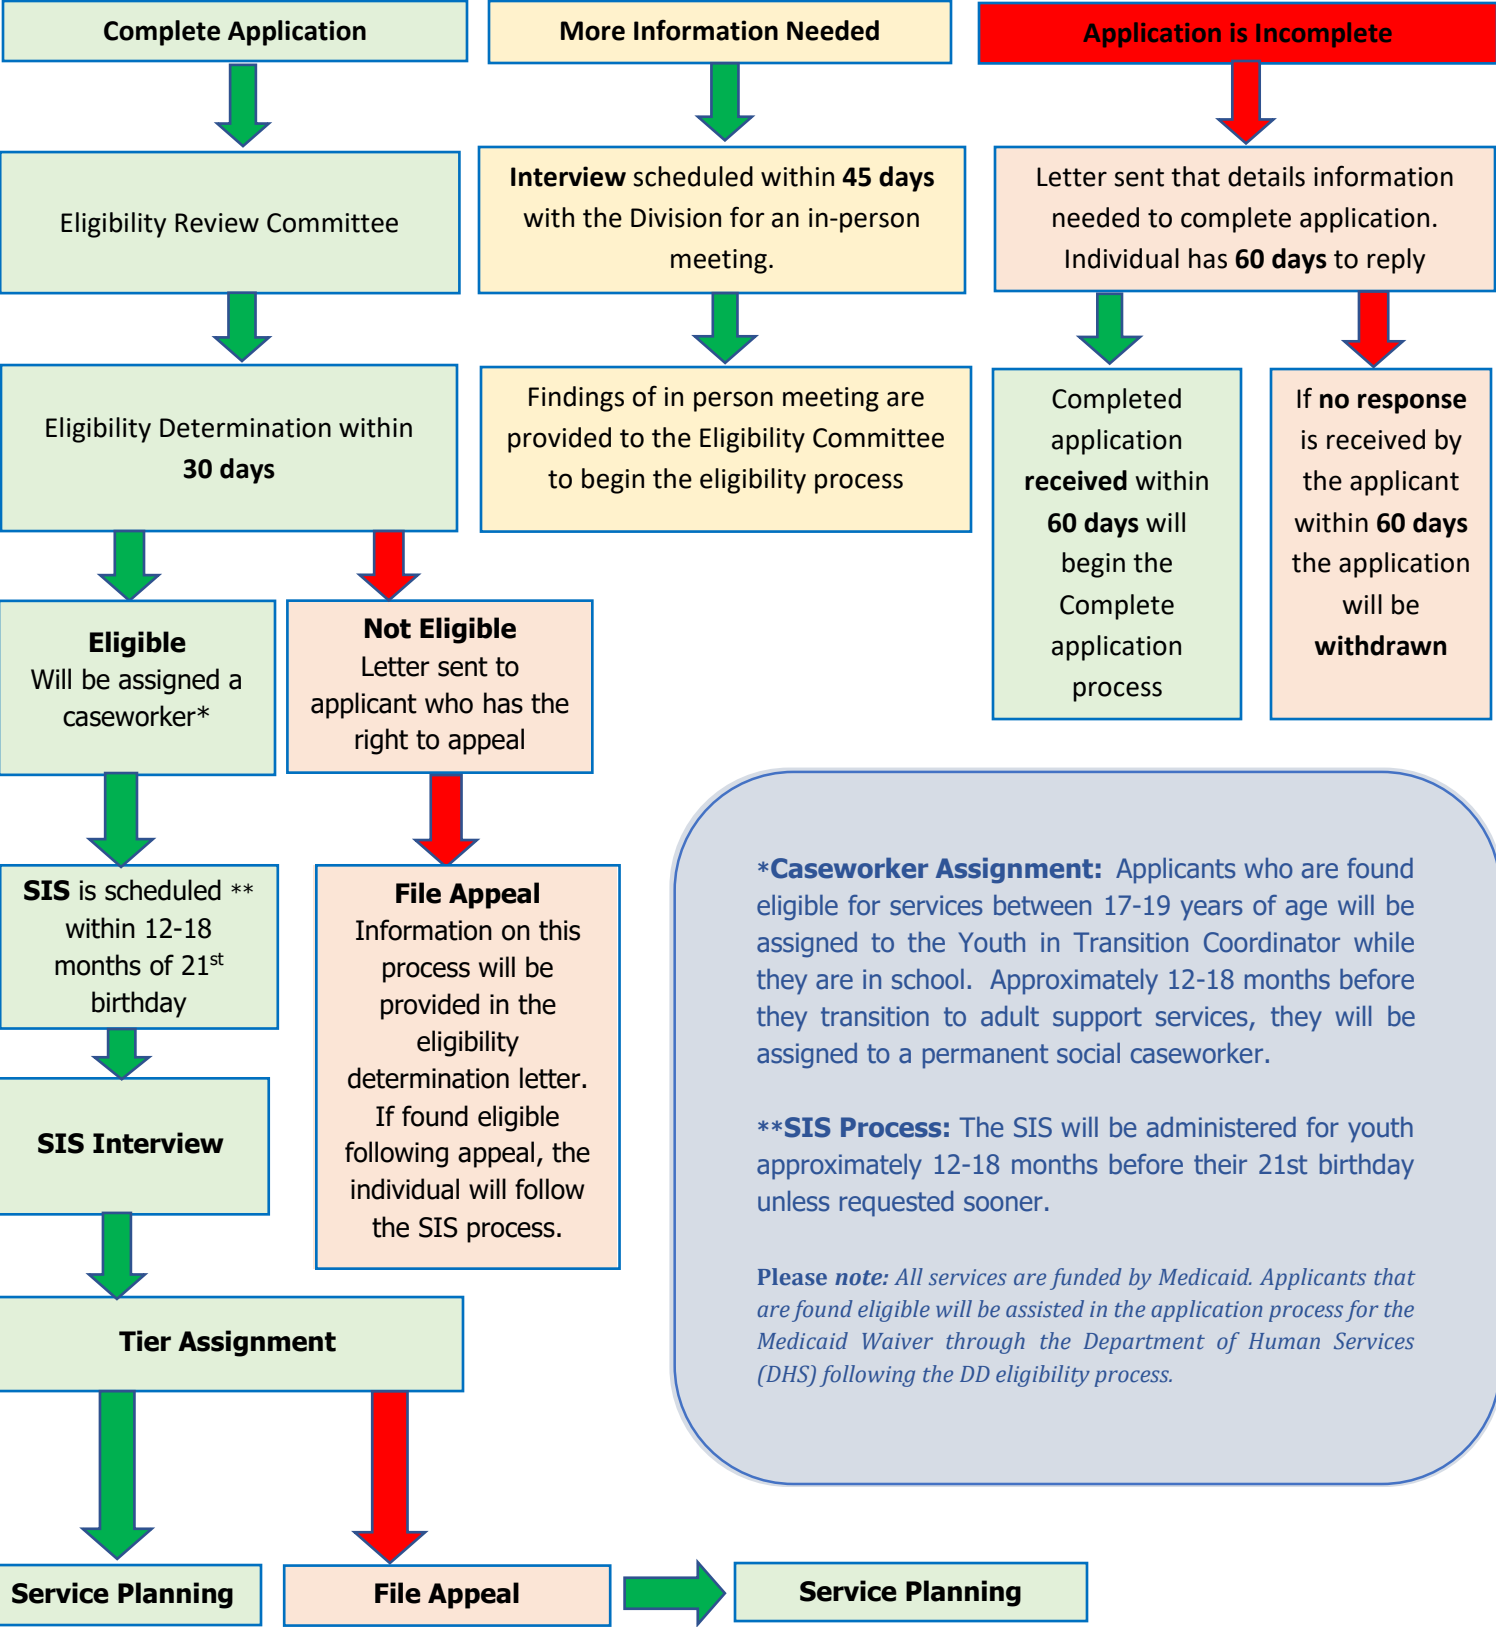 Complete Application
More Information Needed
Application is Incomplete
Eligibility Review Committee
Interview scheduled within 45 days
with the Division for an in-person
meeting.
Letter sent that details information
needed to complete application.
Individual has 60 days to reply
Eligibility Determination within
30 days
Findings of in person meeting are
provided to the Eligibility Committee
to begin the eligibility process
Completed
application
received within
60 days will
begin the
Complete
application
process
If no response
is received by
the applicant
within 60 days
the application
will be
withdrawn
Eligible
Will be assigned a
caseworker*
Not Eligible
Letter sent to
applicant who has the
right to appeal
SIS is scheduled **
within 12-18
months of 21st
birthday
File Appeal
Information on this
process will be
provided in the
eligibility
determination letter.
If found eligible
following appeal, the
individual will follow
the SIS process.
*Caseworker Assignment: Applicants who are found
eligible for services between 17-19 years of age will be
assigned to the Youth in Transition Coordinator while
they are in school. Approximately 12-18 months before
they transition to adult support services, they will be
assigned to a permanent social caseworker.
**SIS Process: The SIS will be administered for youth
approximately 12-18 months before their 21st birthday
unless requested sooner.
Please note: All services are funded by Medicaid. Applicants that
are found eligible will be assisted in the application process for the
Medicaid Waiver through the Department of Human Services
(DHS) following the DD eligibility process.
SIS Interview
Tier Assignment
Service Planning
File Appeal
Service Planning